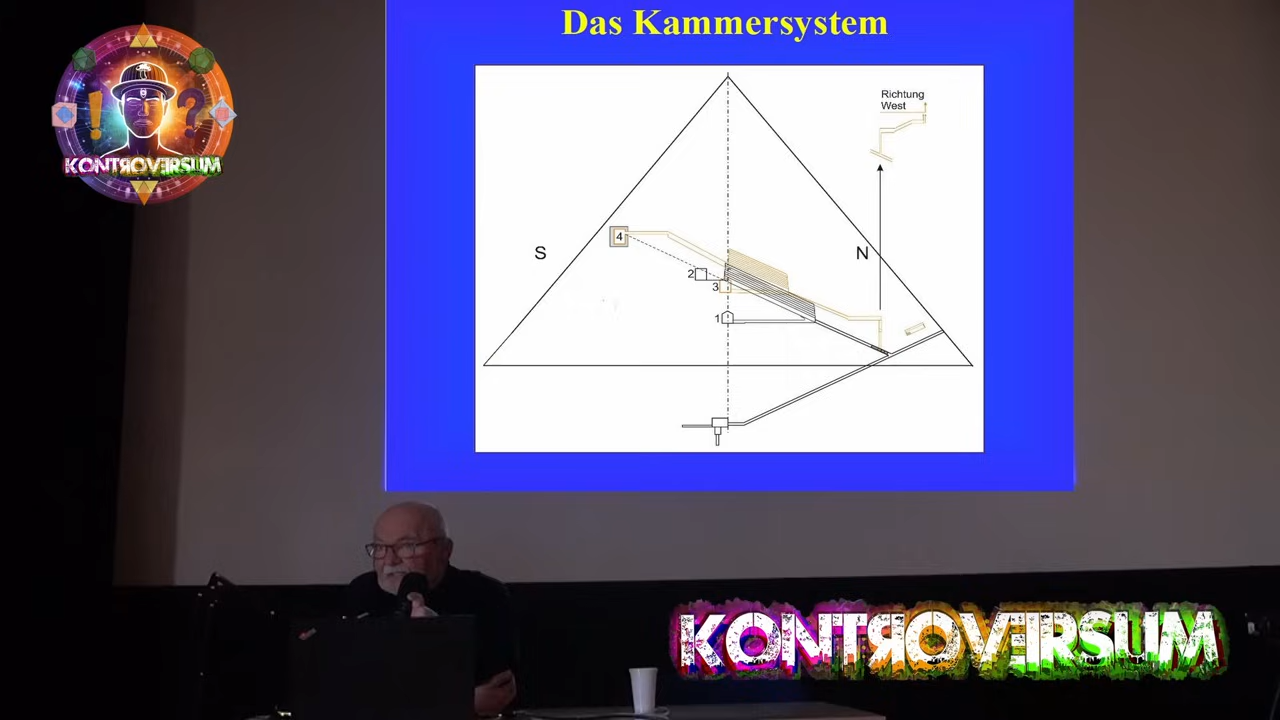 Das Kammersystem
! ?
KONTROVERSUM
Richtung
West
S
N
4
2
3
1
KONTROVERSUM